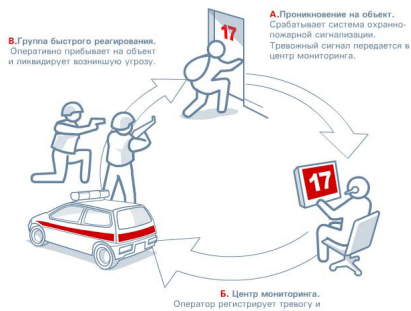 А.Проникновение на объект.
Срабатывает система охранно-
пожарной сигнализации.
Тревожный сигнал передается в
центр мониторинга.
17
В.Группа быстрого реагирования.
Оперативно прибывает на объект
и ликвидирует возникшую угрозу.
17
Б. Центр мониторинга.
Оператор регистрирует тревогу и